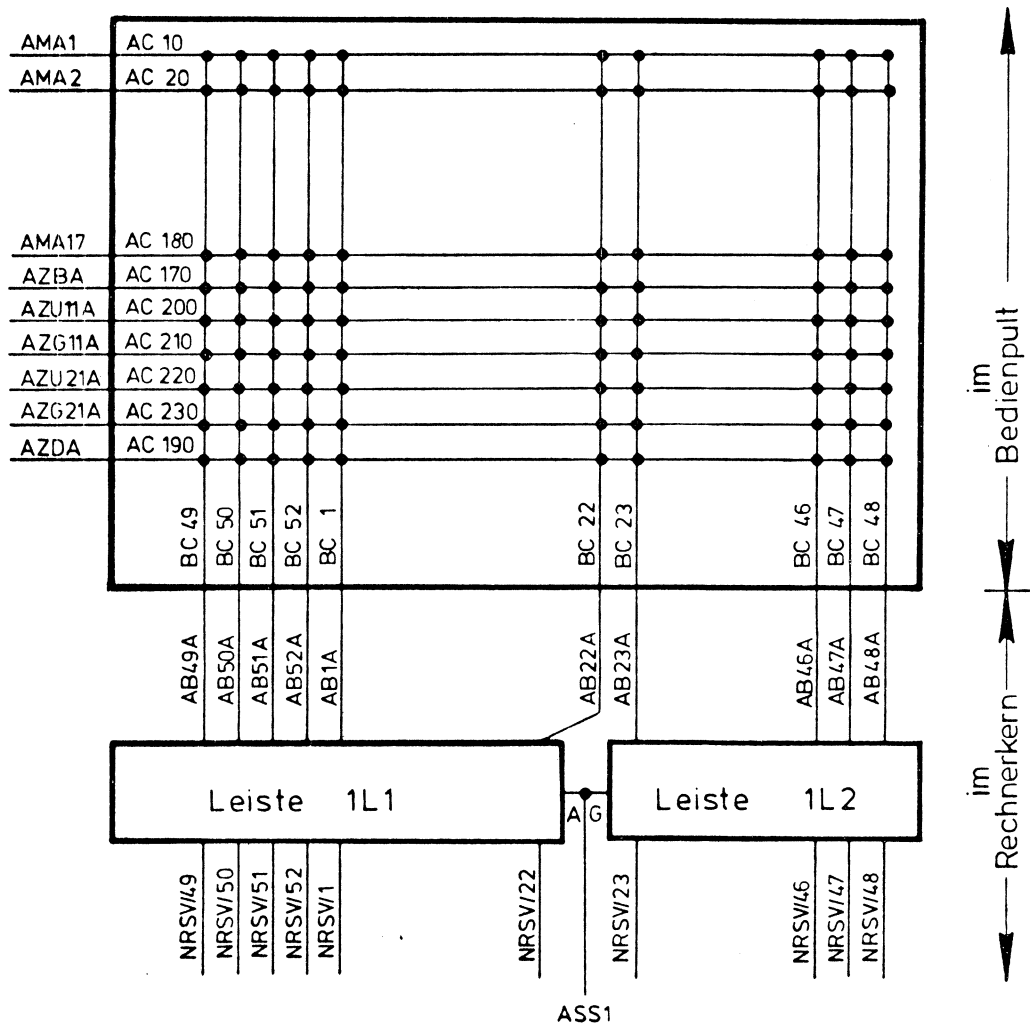 AMA1 AC 10
AMA2 AC 20
AMA17 AC 180
AZBA AC 170
AZU11A AC 200
AZG11A AC 210
AZU21A AC 220
AZG21A AC 230
AZDA AC 190
BC 49 BC 50 BC 51 BC 52 BC 1 BC 22 BC 23 BC 46 BC 47 BC 48
im Bedienpult
AB49A AB50A AB51A AB52A AB1A AB22A AB23A AB46A AB47A AB48A
im Rechnerkern
Leiste 1L1 A G Leiste 1L2
NRSV/49 NRSV/50 NRSV/51 NRSV/52 NRSV/1 NRSV/22 NRSV/23 NRSV/46 NRSV/47 NRSV/48
ASS1